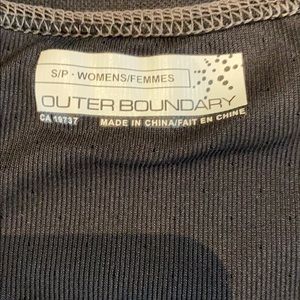 S/P - WOMENS/FEMMES
OUTER BOUNDARY
CA 19737 MADE IN CHINA/FAIT EN CHINE